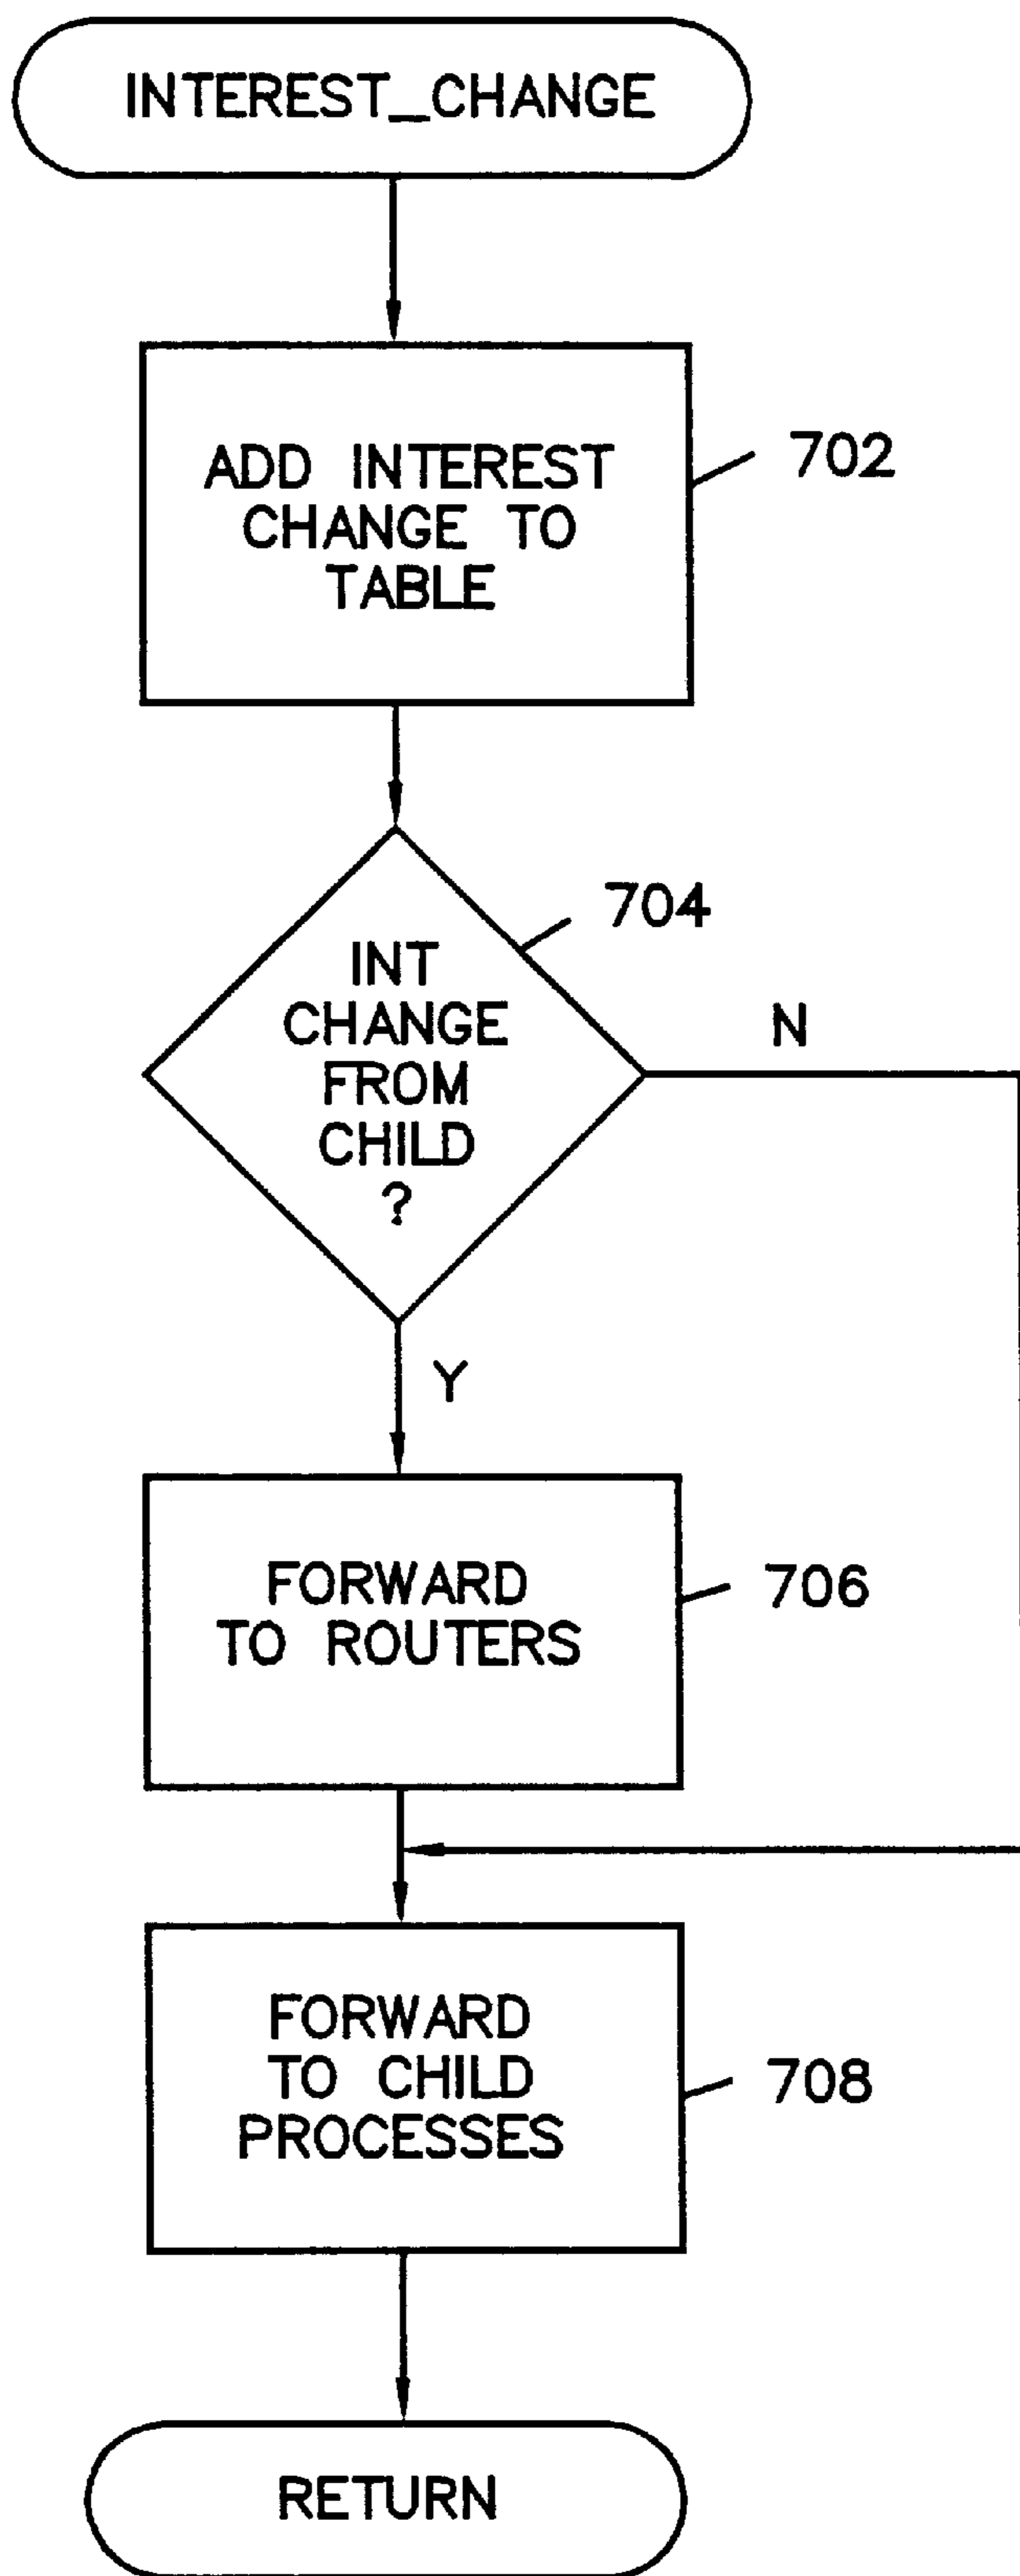 INTEREST_CHANGE
ADD INTEREST
CHANGE TO
TABLE
702
704
INT
CHANGE
FROM
CHILD
?
N
Y
FORWARD
TO ROUTERS
706
FORWARD
TO CHILD
PROCESSES
708
RETURN